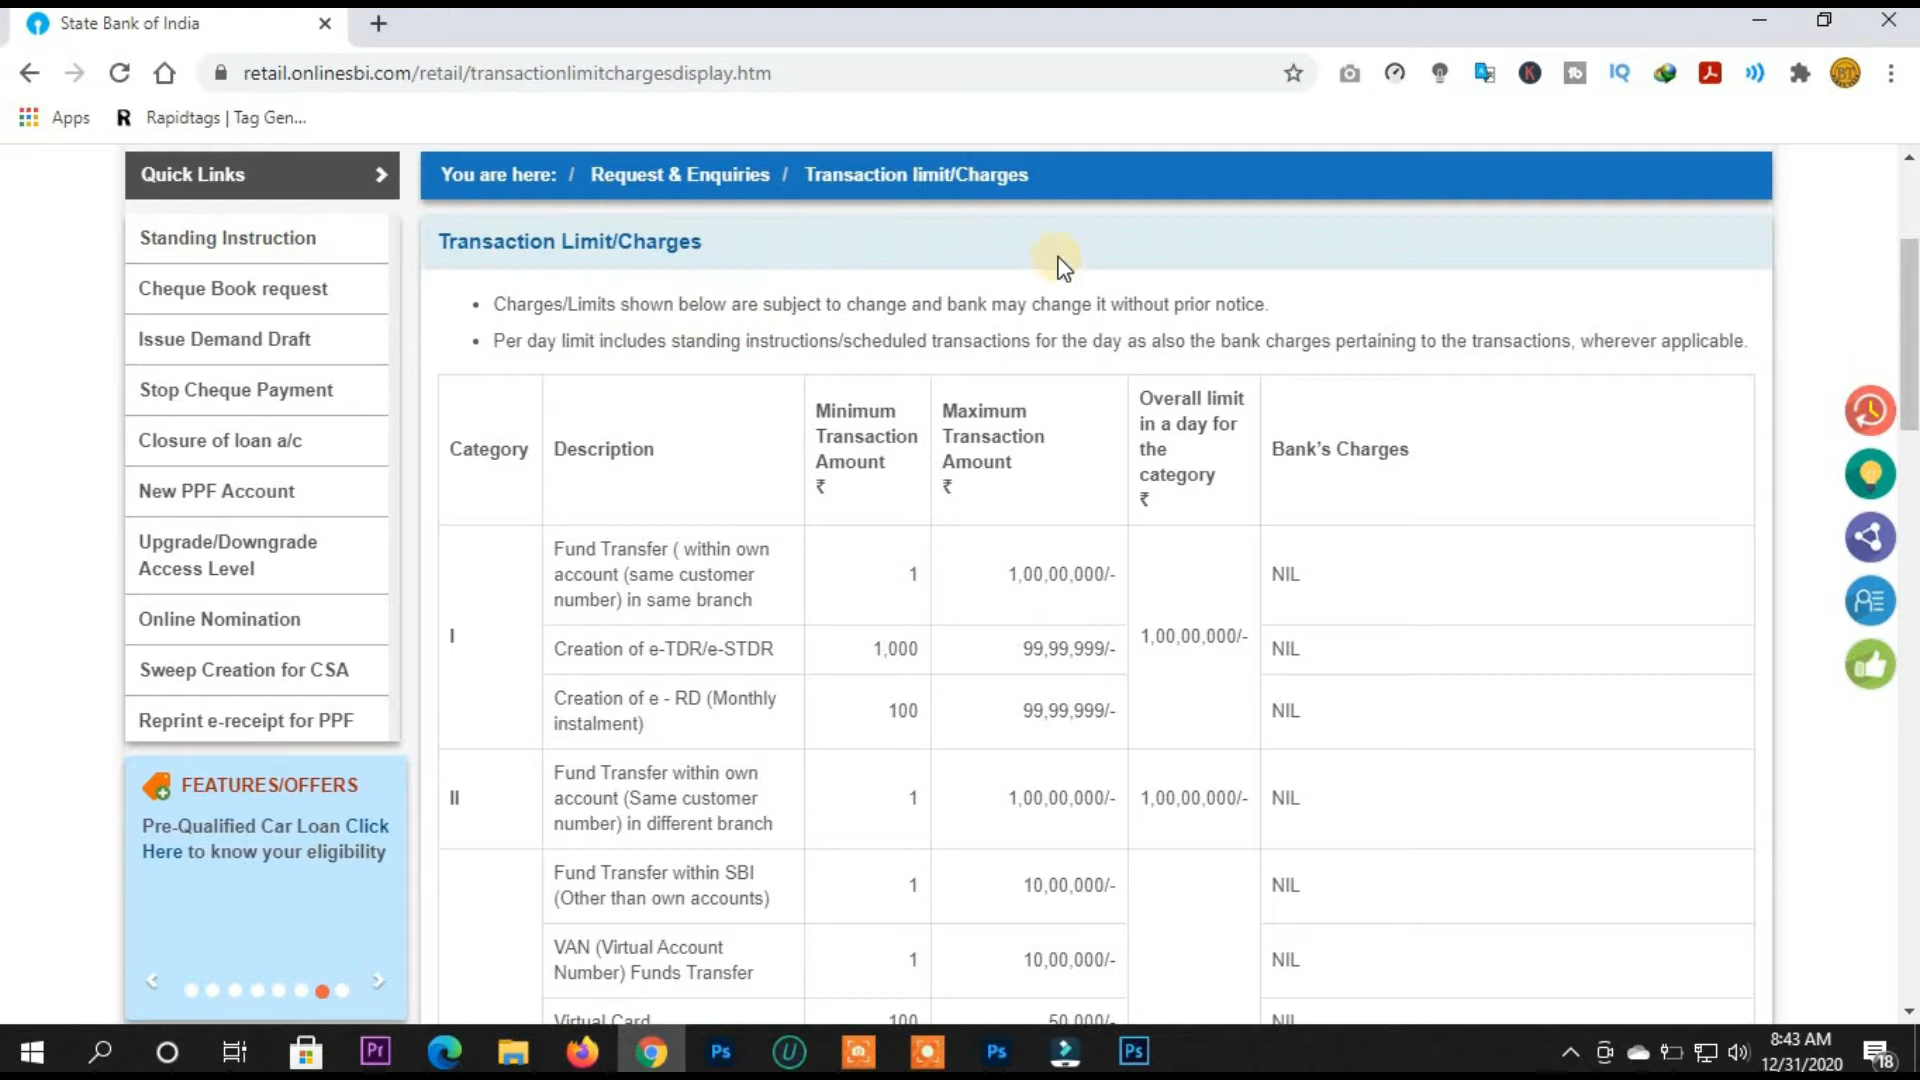 State Bank of India
retail.onlinesbi.com/retail/transactionlimitchargesdisplay.htm
Apps
R Rapidtags | Tag Gen...
Quick Links
You are here: / Request & Enquiries / Transaction limit/Charges
Standing Instruction
Cheque Book request
Issue Demand Draft
Stop Cheque Payment
Closure of loan a/c
New PPF Account
Upgrade/Downgrade
Access Level
Online Nomination
Sweep Creation for CSA
Reprint e-receipt for PPF
FEATURES/OFFERS
Pre-Qualified Car Loan Click
Here to know your eligibility
Transaction Limit/Charges
• Charges/Limits shown below are subject to change and bank may change it without prior notice.
• Per day limit includes standing instructions/scheduled transactions for the day as also the bank charges pertaining to the transactions, wherever applicable.
Category
Description
Minimum
Transaction
Amount
₹
Maximum
Transaction
Amount
₹
Overall limit
in a day for
the
category
₹
Bank's Charges
I
Fund Transfer ( within own
account (same customer
number) in same branch
1
1,00,00,000/-
1,00,00,000/-
NIL
Creation of e-TDR/e-STDR
1,000
99,99,999/-
NIL
Creation of e - RD (Monthly
instalment)
100
99,99,999/-
NIL
II
Fund Transfer within own
account (Same customer
number) in different branch
1
1,00,00,000/-
1,00,00,000/-
NIL
Fund Transfer within SBI
(Other than own accounts)
1
10,00,000/-
NIL
VAN (Virtual Account
Number) Funds Transfer
1
10,00,000/-
NIL
Virtual Card
100
50,000/-
NIL
Pr
Ps
U
Ps
Ps
8:43 AM
12/31/2020
18